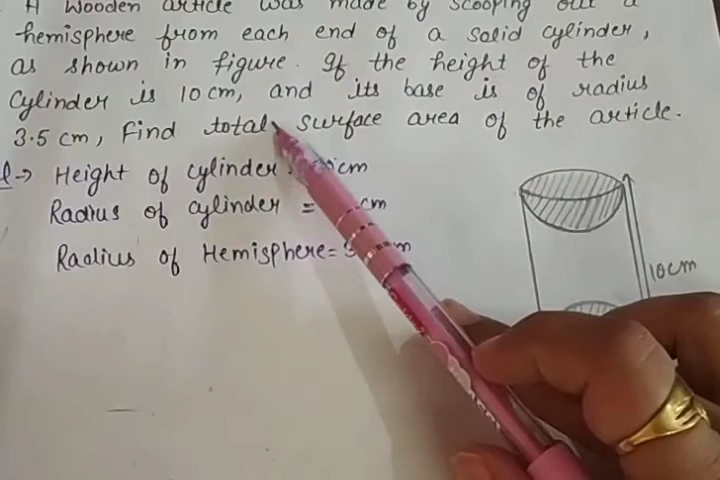 A Wooden article was made by scooping out a
hemisphere from each end of a solid cylinder,
as shown in figure. If the height of the
Cylinder is 10 cm, and its base is of radius
3.5 cm, Find total surface area of the article.
Height of cylinder = cm
Radius of cylinder = cm
Radius of Hemisphere =
10cm